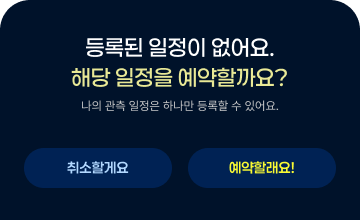 등록된 일정이 없어요.
해당 일정을 예약할까요?
나의 관측 일정은 하나만 등록할 수 있어요.
취소할게요
예약할래요!